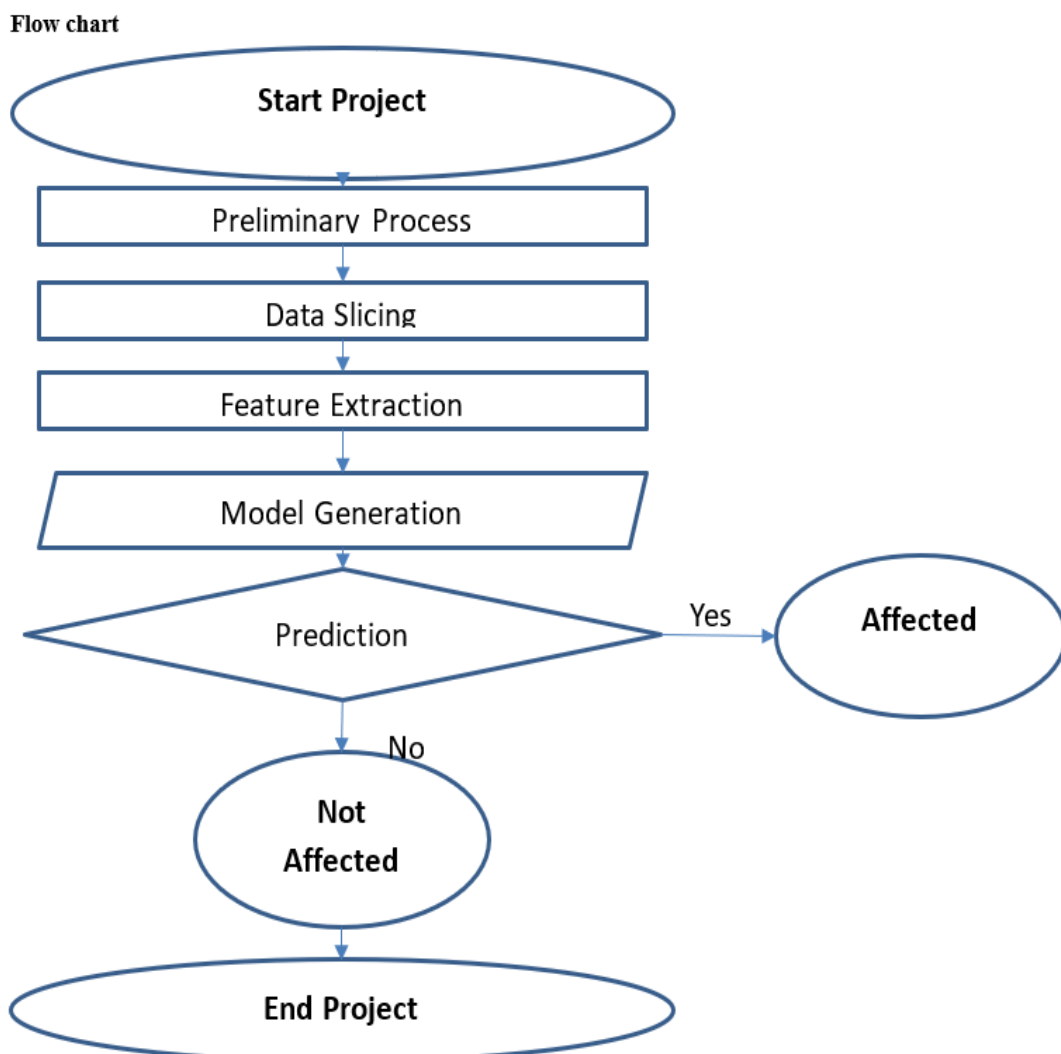 Flow chart
Start Project
Preliminary Process
Data Slicing
Feature Extraction
Model Generation
Prediction
Yes
Affected
No
Not
Affected
End Project